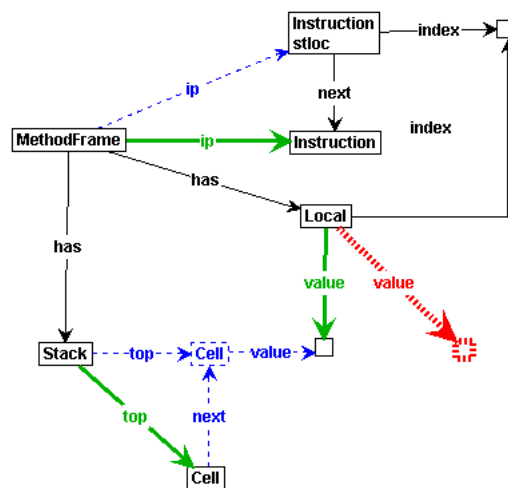 Instruction
stloc
index
ip
next
index
MethodFrame
ip
Instruction
has
Local
has
value
value
Stack
top
Cell
value
top
next
Cell